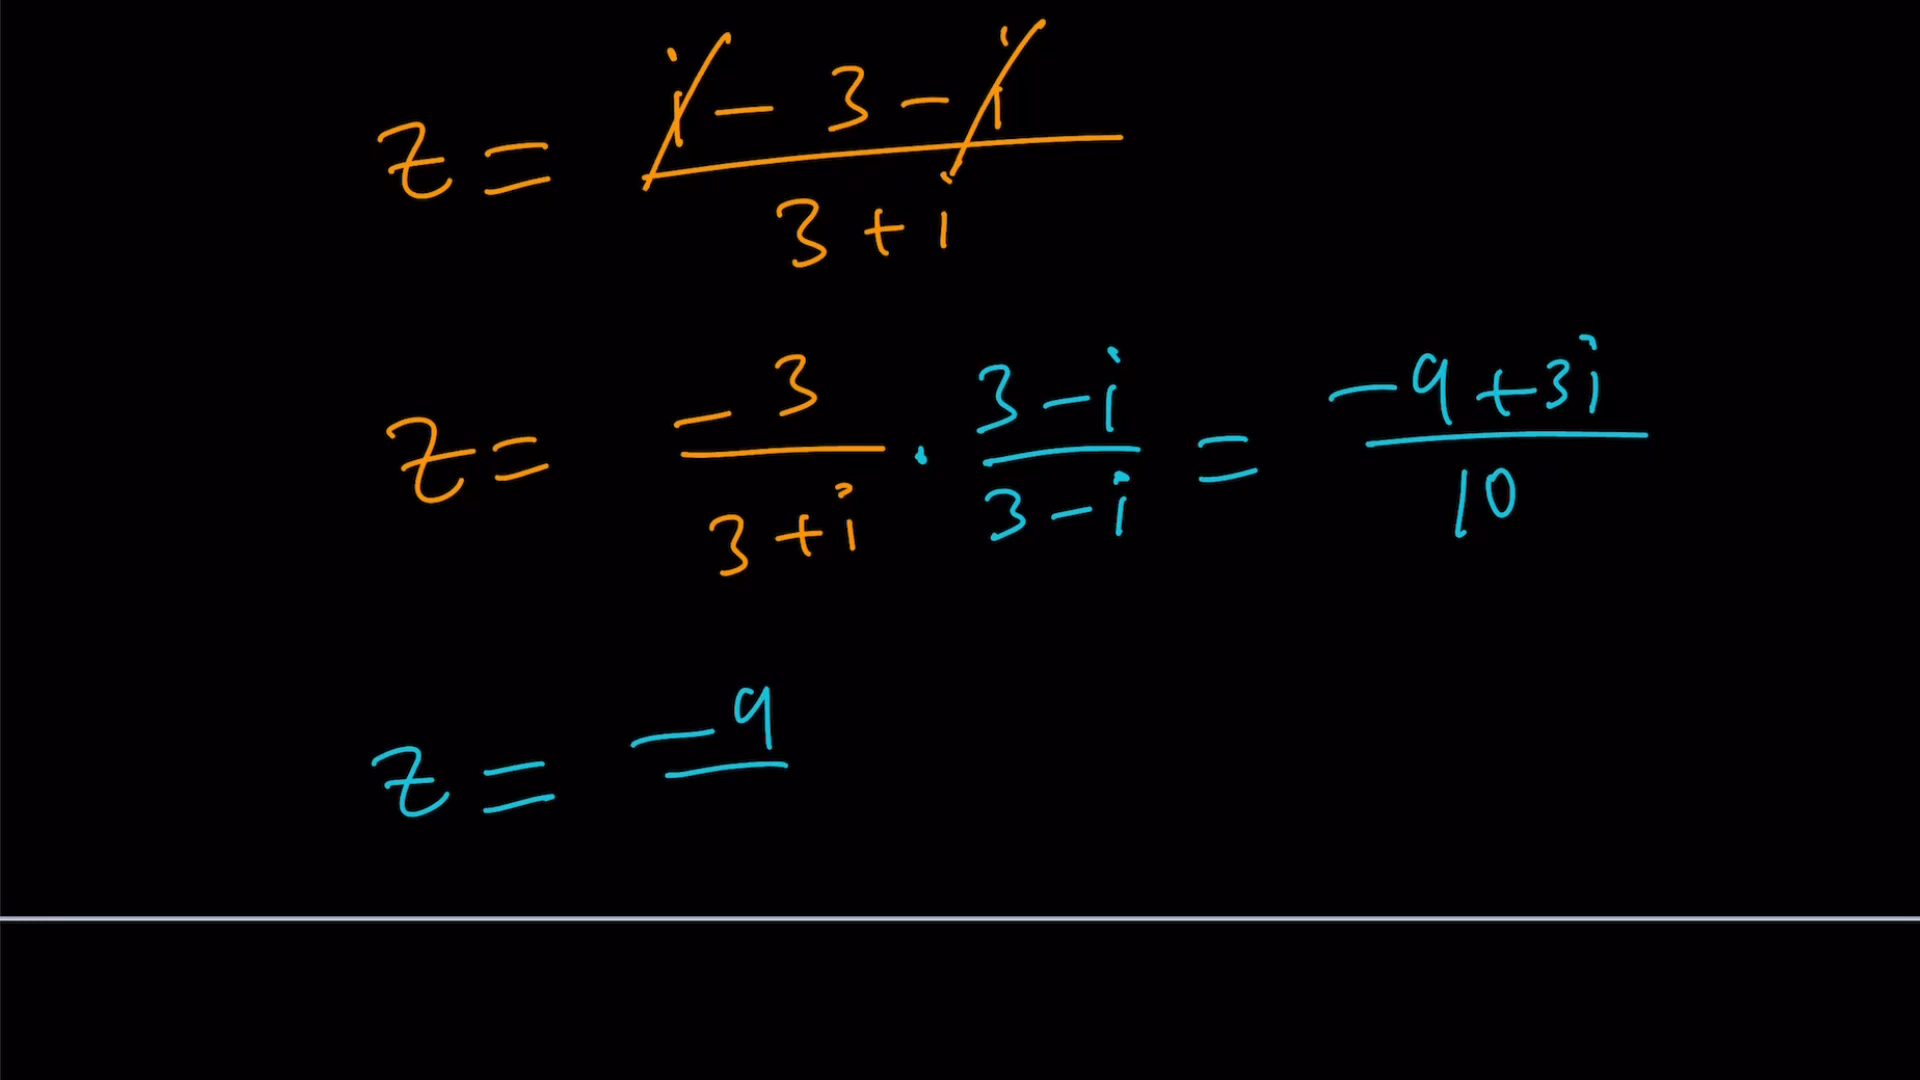 z = (i - 3 - i) / (3 + i)
z = (-3) / (3 + i) · (3 - i) / (3 - i) = (-9 + 3i) / 10
z = -9